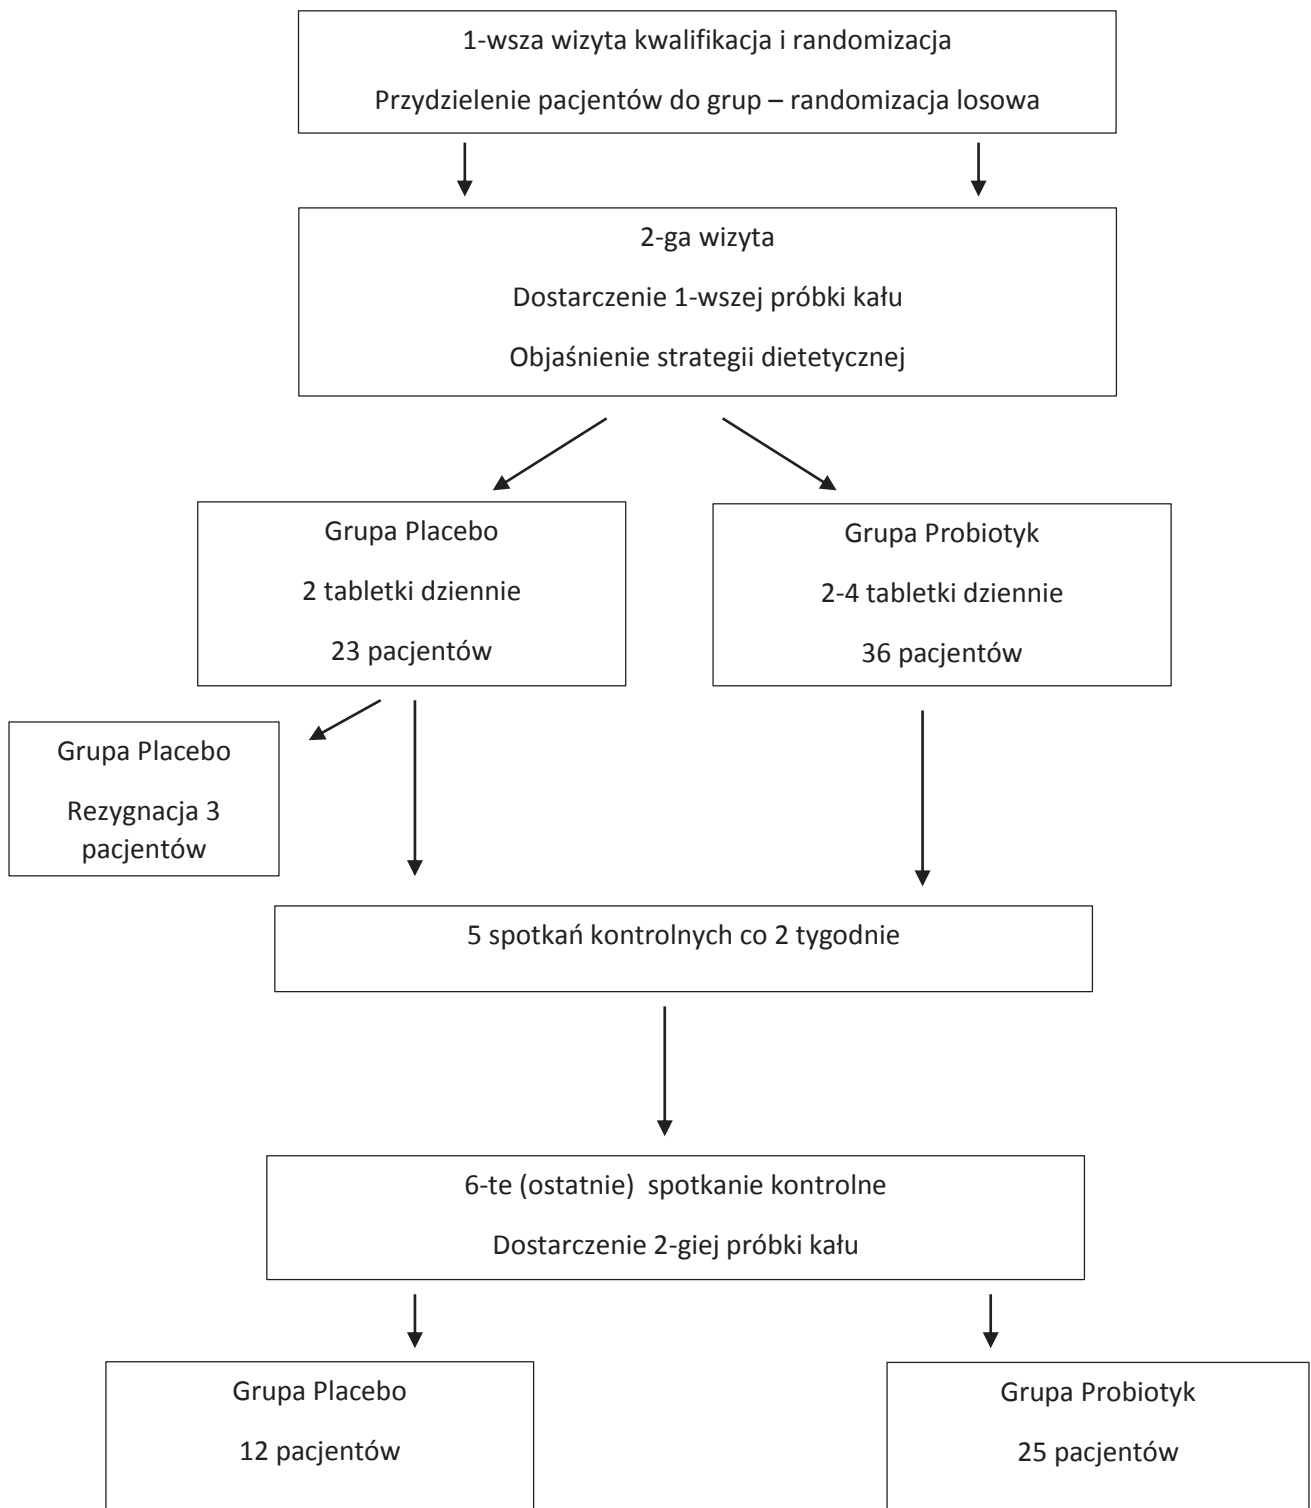 1-wsza wizyta kwalifikacja i randomizacja
Przydzielenie pacjentów do grup – randomizacja losowa
2-ga wizyta
Dostarczenie 1-wszej próbki kału
Objaśnienie strategii dietetycznej
Grupa Placebo
2 tabletki dziennie
23 pacjentów
Grupa Probiotyk
2-4 tabletki dziennie
36 pacjentów
Grupa Placebo
Rezygnacja 3
pacjentów
5 spotkań kontrolnych co 2 tygodnie
6-te (ostatnie) spotkanie kontrolne
Dostarczenie 2-giej próbki kału
Grupa Placebo
12 pacjentów
Grupa Probiotyk
25 pacjentów